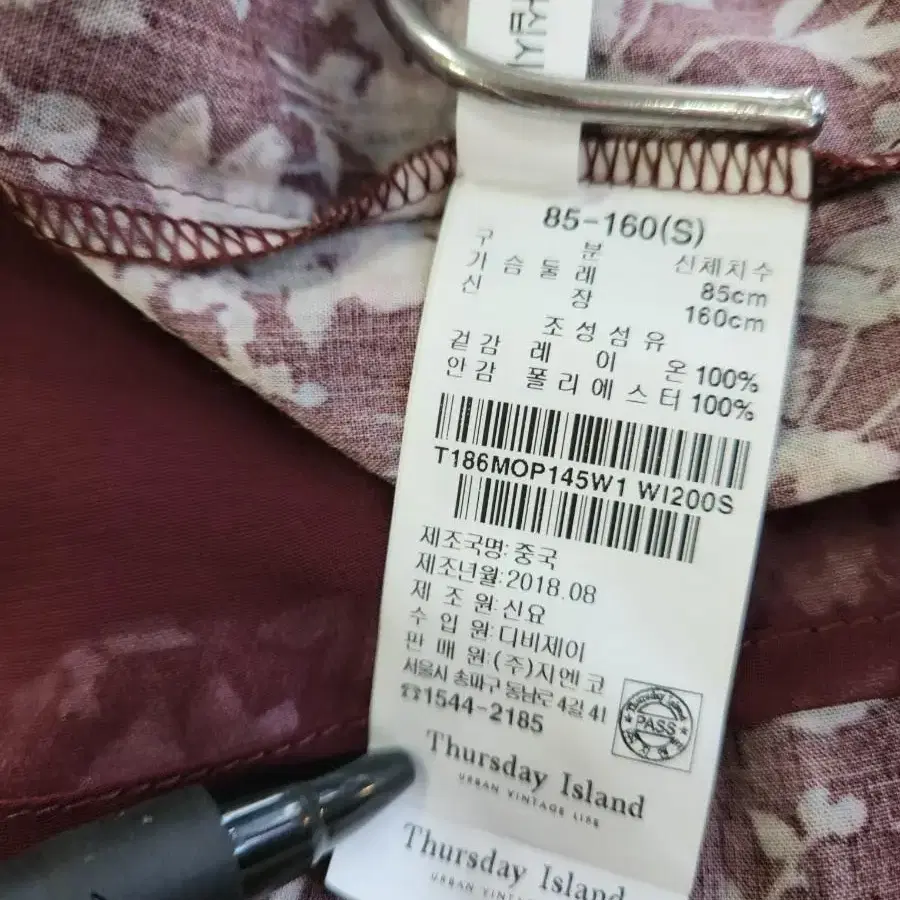 85-160(S)
구 분 신체치수
가 슴 둘 레 85cm
신 장 160cm
조성섬유
겉감 레 이 온 100%
안감 폴리에스터 100%
T186MOP145W1 WI200S
제조국명: 중국
제조년월: 2018.08
제 조 원: 신요
수 입 원: 디비제이
판 매 원: (주)지엔코
서울시 송파구 동남로 4길 41
☎1544-2185
Thursday Island
PASS
Thursday Island
URBAN VINTAGE LIFE
Thursday Island